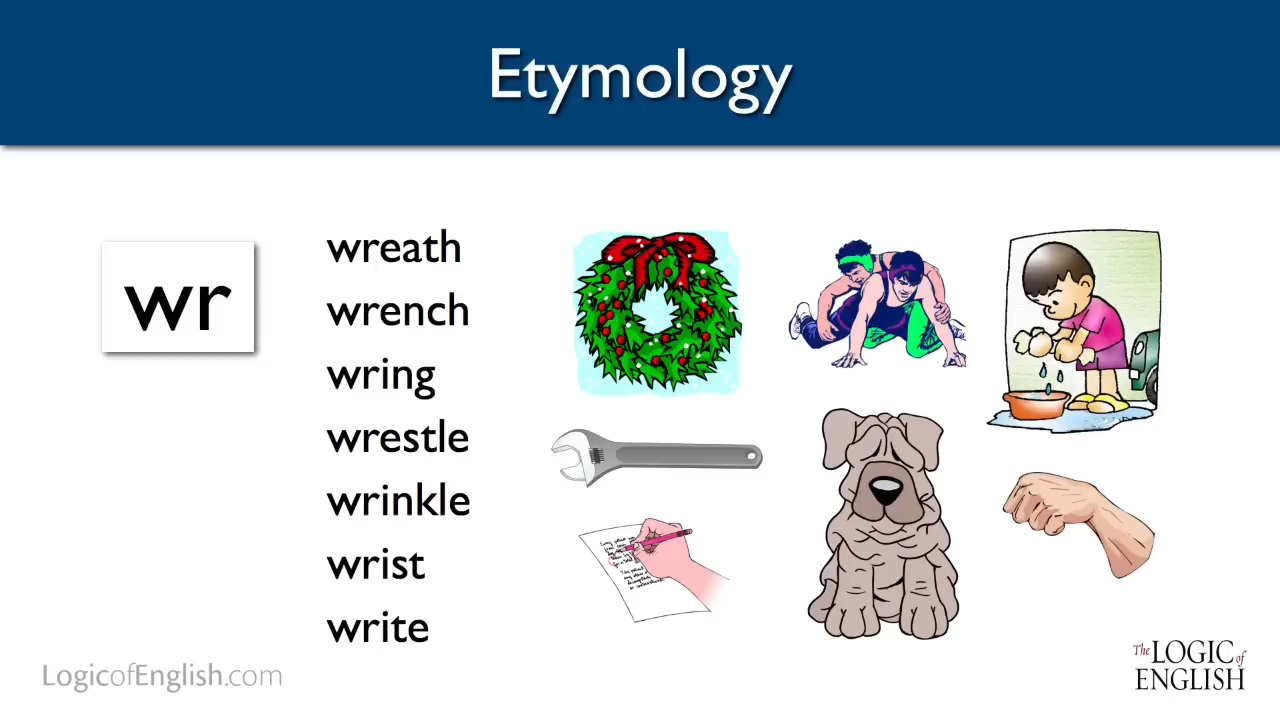 Etymology
wr
wreath
wrench
wring
wrestle
wrinkle
wrist
write
LogicofEnglish.com
The LOGIC of
ENGLISH